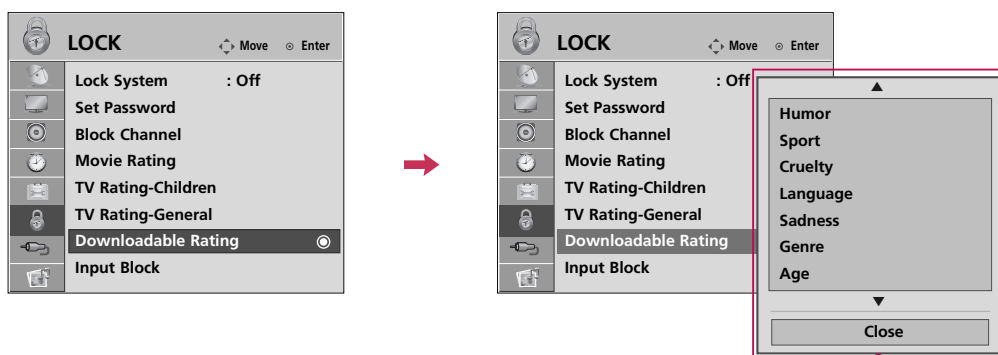 LOCK Move Enter
Lock System : Off
Set Password
Block Channel
Movie Rating
TV Rating-Children
TV Rating-General
Downloadable Rating
Input Block
LOCK Move Enter
Lock System : Off
Set Password
Block Channel
Movie Rating
TV Rating-Children
TV Rating-General
Downloadable Rating
Input Block
Humor
Sport
Cruelty
Language
Sadness
Genre
Age
Close